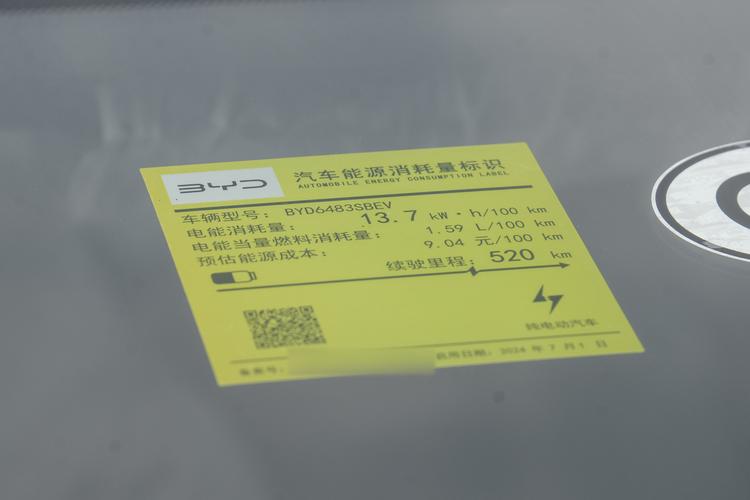 BYD
汽车能源消耗量标识
AUTOMOBILE ENERGY CONSUMPTION LABEL
车辆型号: BYD6483SBEV
电能消耗量: 13.7 kW·h/100 km
电能当量燃料消耗量: 1.59 L/100 km
预估能源成本: 9.04 元/100 km
续驶里程: 520 km
纯电动汽车
备案号:
启用日期: 2024 年 7 月 1 日